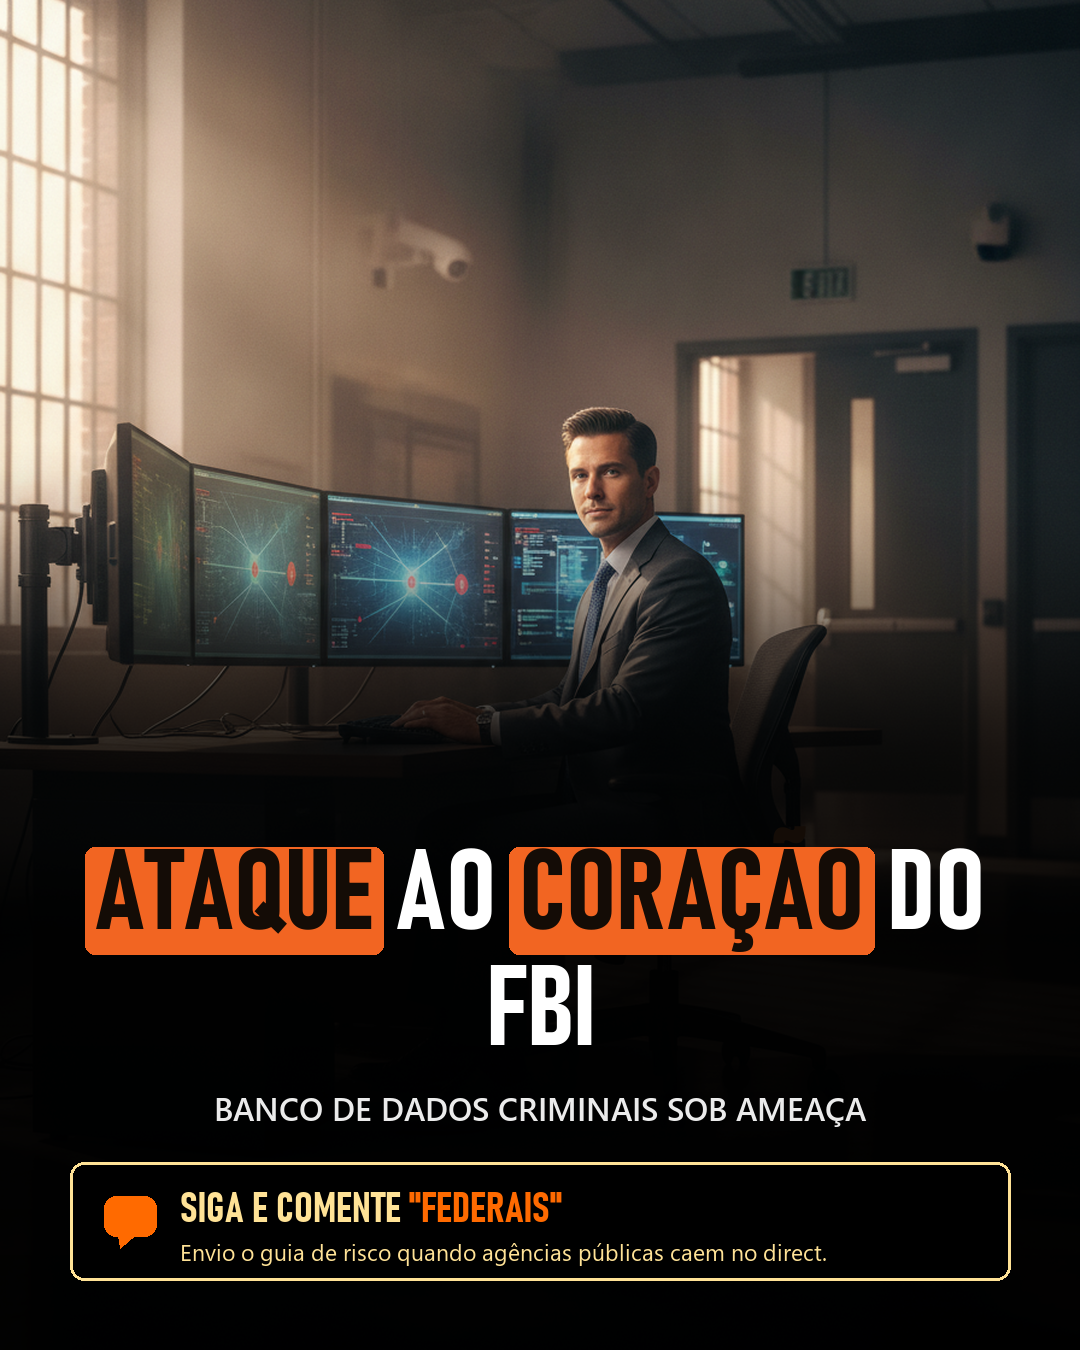 ATAQUE AO CORAÇÃO DO
FBI
BANCO DE DADOS CRIMINAIS SOB AMEAÇA
SIGA E COMENTE "FEDERAIS"
Envio o guia de risco quando agências públicas caem no direct.